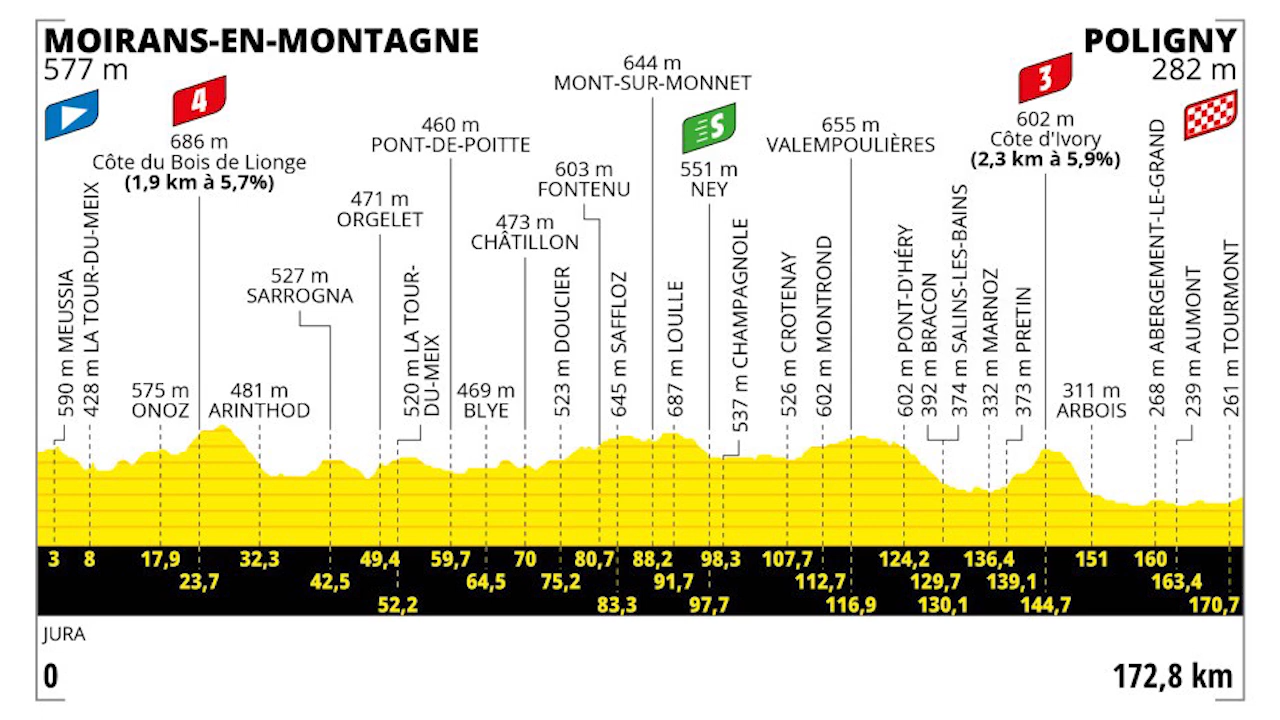 MOIRANS-EN-MONTAGNE
577 m
POLIGNY
282 m
4
686 m
Côte du Bois de Lionge
(1,9 km à 5,7%)
644 m
MONT-SUR-MONNET
S
3
602 m
Côte d'Ivory
(2,3 km à 5,9%)
590 m MEUSSIA
428 m LA TOUR-DU-MEIX
575 m
ONOZ
481 m
ARINTHOD
527 m
SARROGNA
471 m
ORGELET
520 m LA TOUR-
DU-MEIX
460 m
PONT-DE-POITTE
469 m
BLYE
473 m
CHÂTILLON
523 m DOUCIER
603 m
FONTENU
645 m SAFFLOZ
687 m LOULLE
551 m
NEY
537 m CHAMPAGNOLE
526 m CROTENAY
602 m MONTROND
655 m
VALEMPOULIÈRES
602 m PONT-D'HÉRY
392 m BRACON
374 m SALINS-LES-BAINS
332 m MARNOZ
373 m PRETIN
311 m
ARBOIS
268 m ABERGEMENT-LE-GRAND
239 m AUMONT
261 m TOURMONT
3 8 17,9 32,3 49,4 59,7 70 80,7 88,2 98,3 107,7 124,2 136,4 151 160
23,7 42,5 64,5 75,2 91,7 112,7 129,7 139,1 163,4
52,2 83,3 97,7 116,9 130,1 144,7 170,7
JURA
0
172,8 km